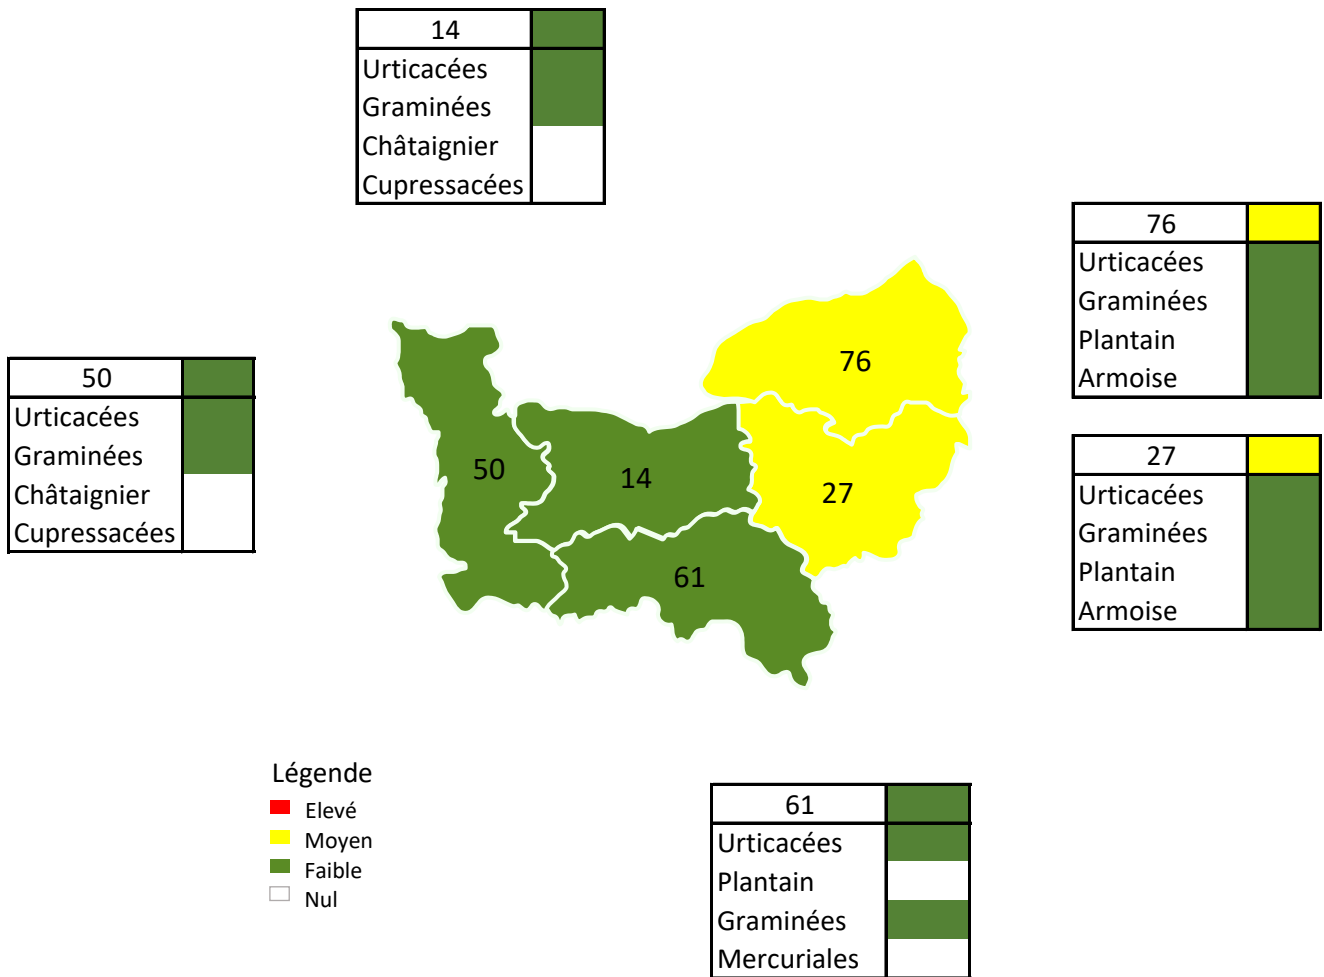 14
Urticacées
Graminées
Châtaignier
Cupressacées
76
Urticacées
Graminées
Plantain
Armoise
50
Urticacées
Graminées
Châtaignier
Cupressacées
27
Urticacées
Graminées
Plantain
Armoise
76
50
14
27
61
Légende
Elevé
Moyen
Faible
Nul
61
Urticacées
Plantain
Graminées
Mercuriales